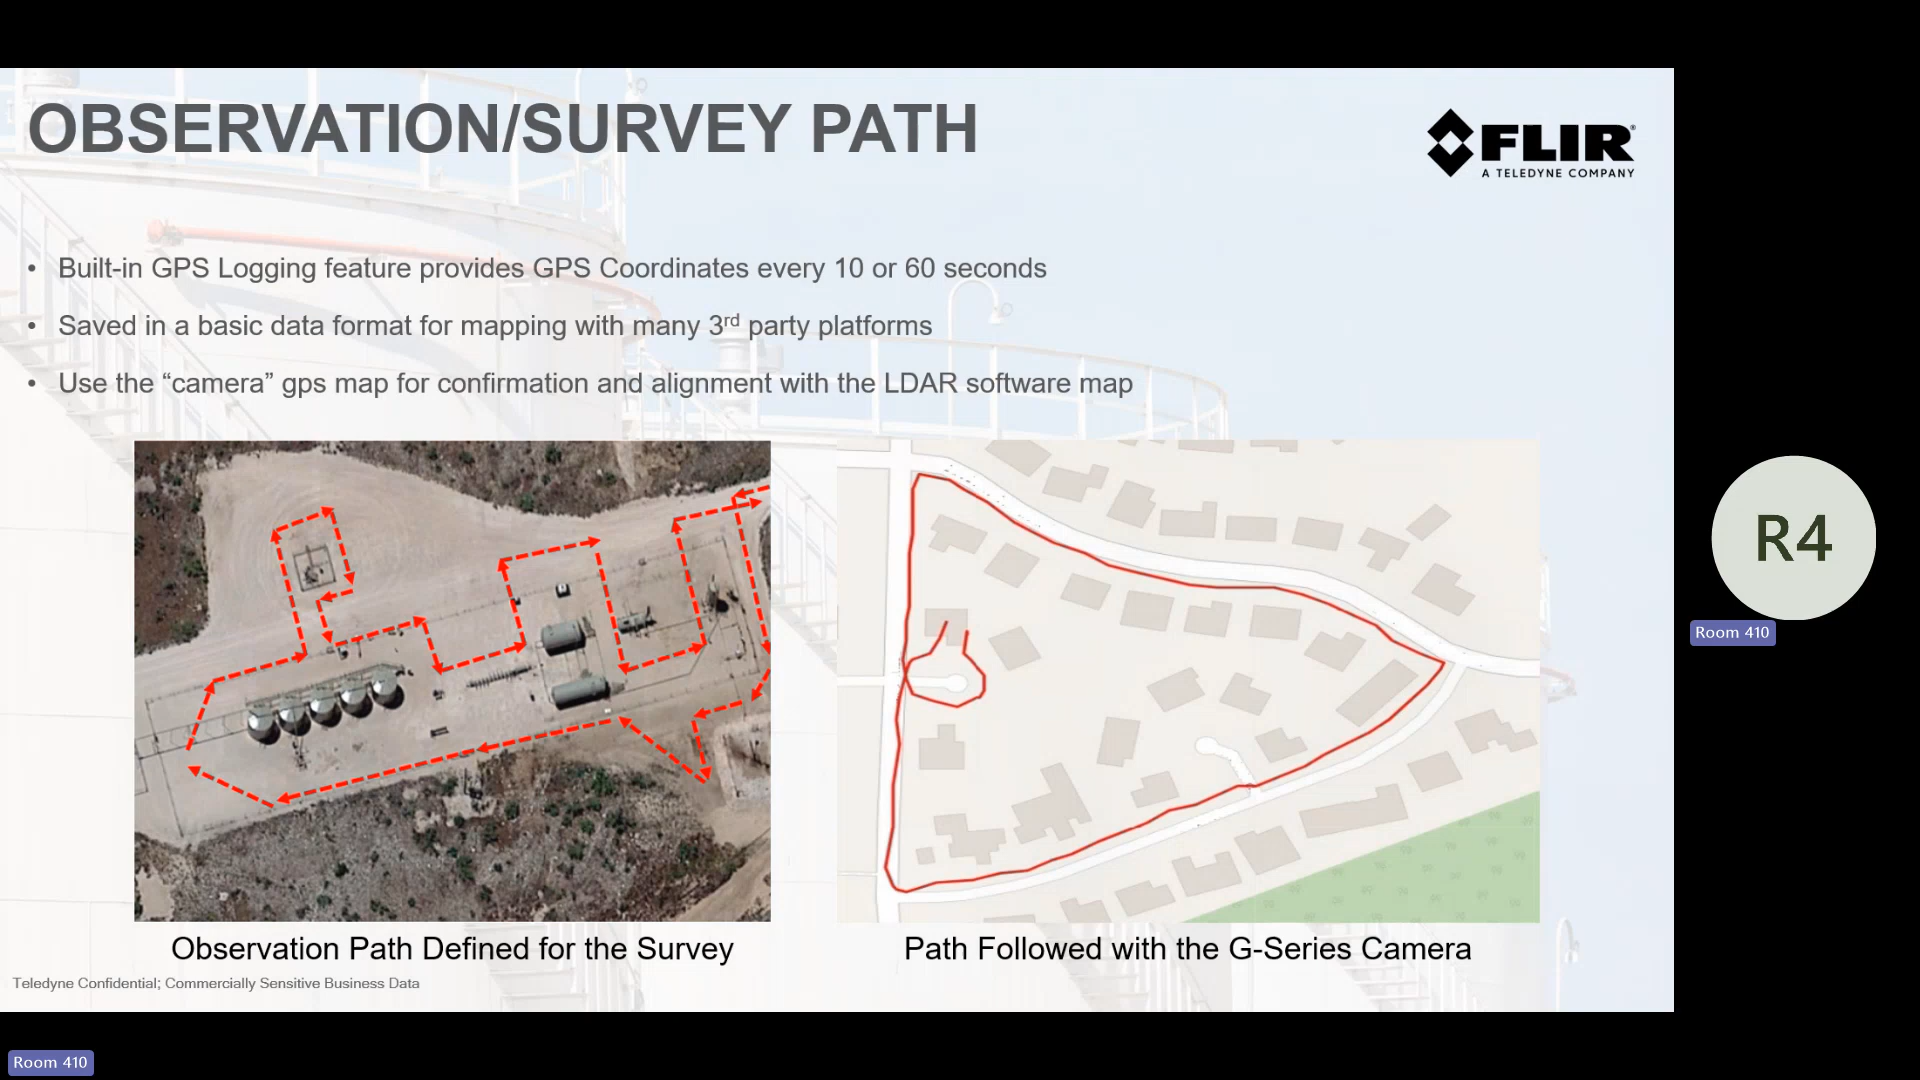 OBSERVATION/SURVEY PATH
FLIR®
A TELEDYNE COMPANY
• Built-in GPS Logging feature provides GPS Coordinates every 10 or 60 seconds
• Saved in a basic data format for mapping with many 3rd party platforms
• Use the “camera” gps map for confirmation and alignment with the LDAR software map
R4
Room 410
Observation Path Defined for the Survey
Path Followed with the G-Series Camera
Teledyne Confidential; Commercially Sensitive Business Data
Room 410